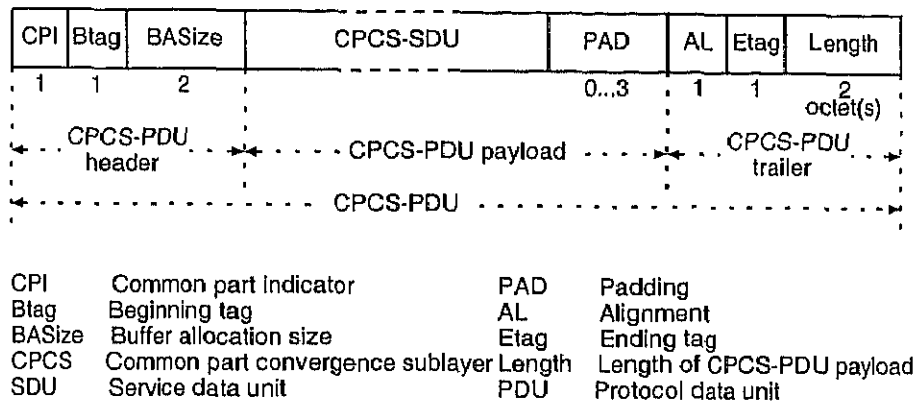 CPI Btag BASize CPCS-SDU PAD AL Etag Length
1 1 2 0...3 1 1 2
octet(s)
CPCS-PDU header CPCS-PDU payload CPCS-PDU trailer
CPCS-PDU
CPI Common part indicator PAD Padding
Btag Beginning tag AL Alignment
BASize Buffer allocation size Etag Ending tag
CPCS Common part convergence sublayer Length Length of CPCS-PDU payload
SDU Service data unit PDU Protocol data unit